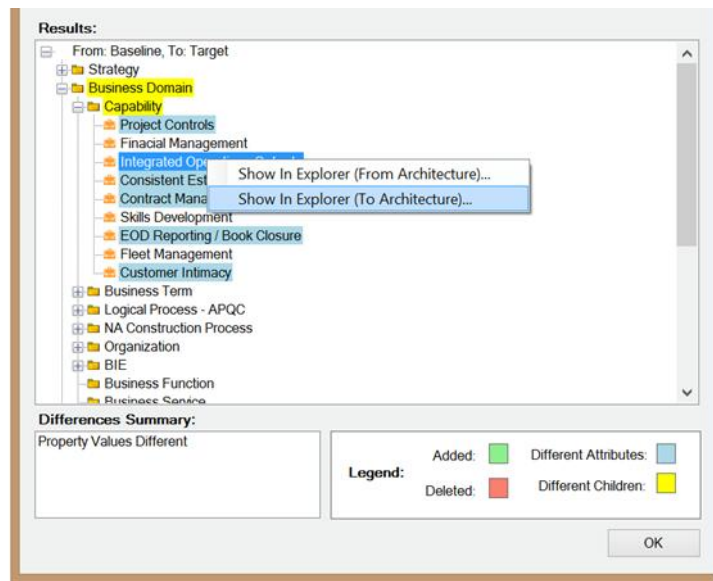 Results:
From: Baseline, To: Target
Strategy
Business Domain
Capability
Project Controls
Finacial Management
Integrated
Show In Explorer (From Architecture)...
Consistent
Contract
Show In Explorer (To Architecture)...
Skills Development
EOD Reporting / Book Closure
Fleet Management
Customer Intimacy
Business Term
Logical Process - APQC
NA Construction Process
Organization
BIE
Business Function
Business Service
Differences Summary:
Property Values Different
Legend:
Added:
Different Attributes:
Deleted:
Different Children:
OK